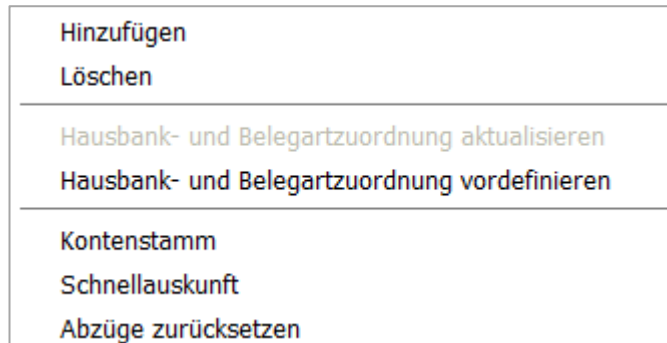 Hinzufügen
Löschen
Hausbank- und Belegartzuordnung aktualisieren
Hausbank- und Belegartzuordnung vordefinieren
Kontenstamm
Schnellauskunft
Abzüge zurücksetzen